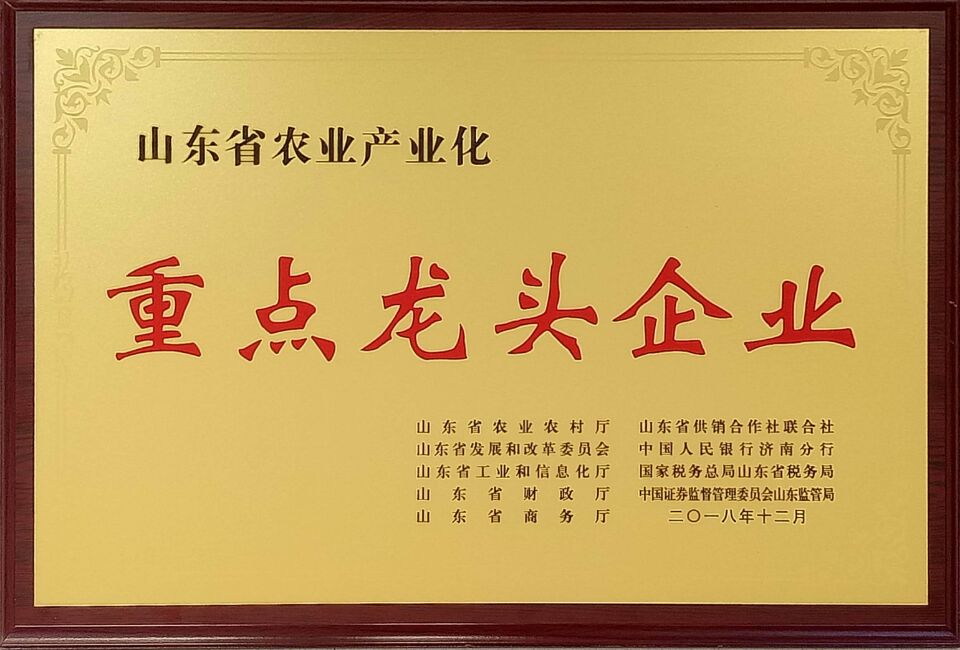 山东省农业产业化
重点龙头企业
山东省农业农村厅 山东省供销合作社联合社
山东省发展和改革委员会 中国人民银行济南分行
山东省工业和信息化厅 国家税务总局山东省税务局
山东省财政厅 中国证券监督管理委员会山东监管局
山东省商务厅 二〇一八年十二月